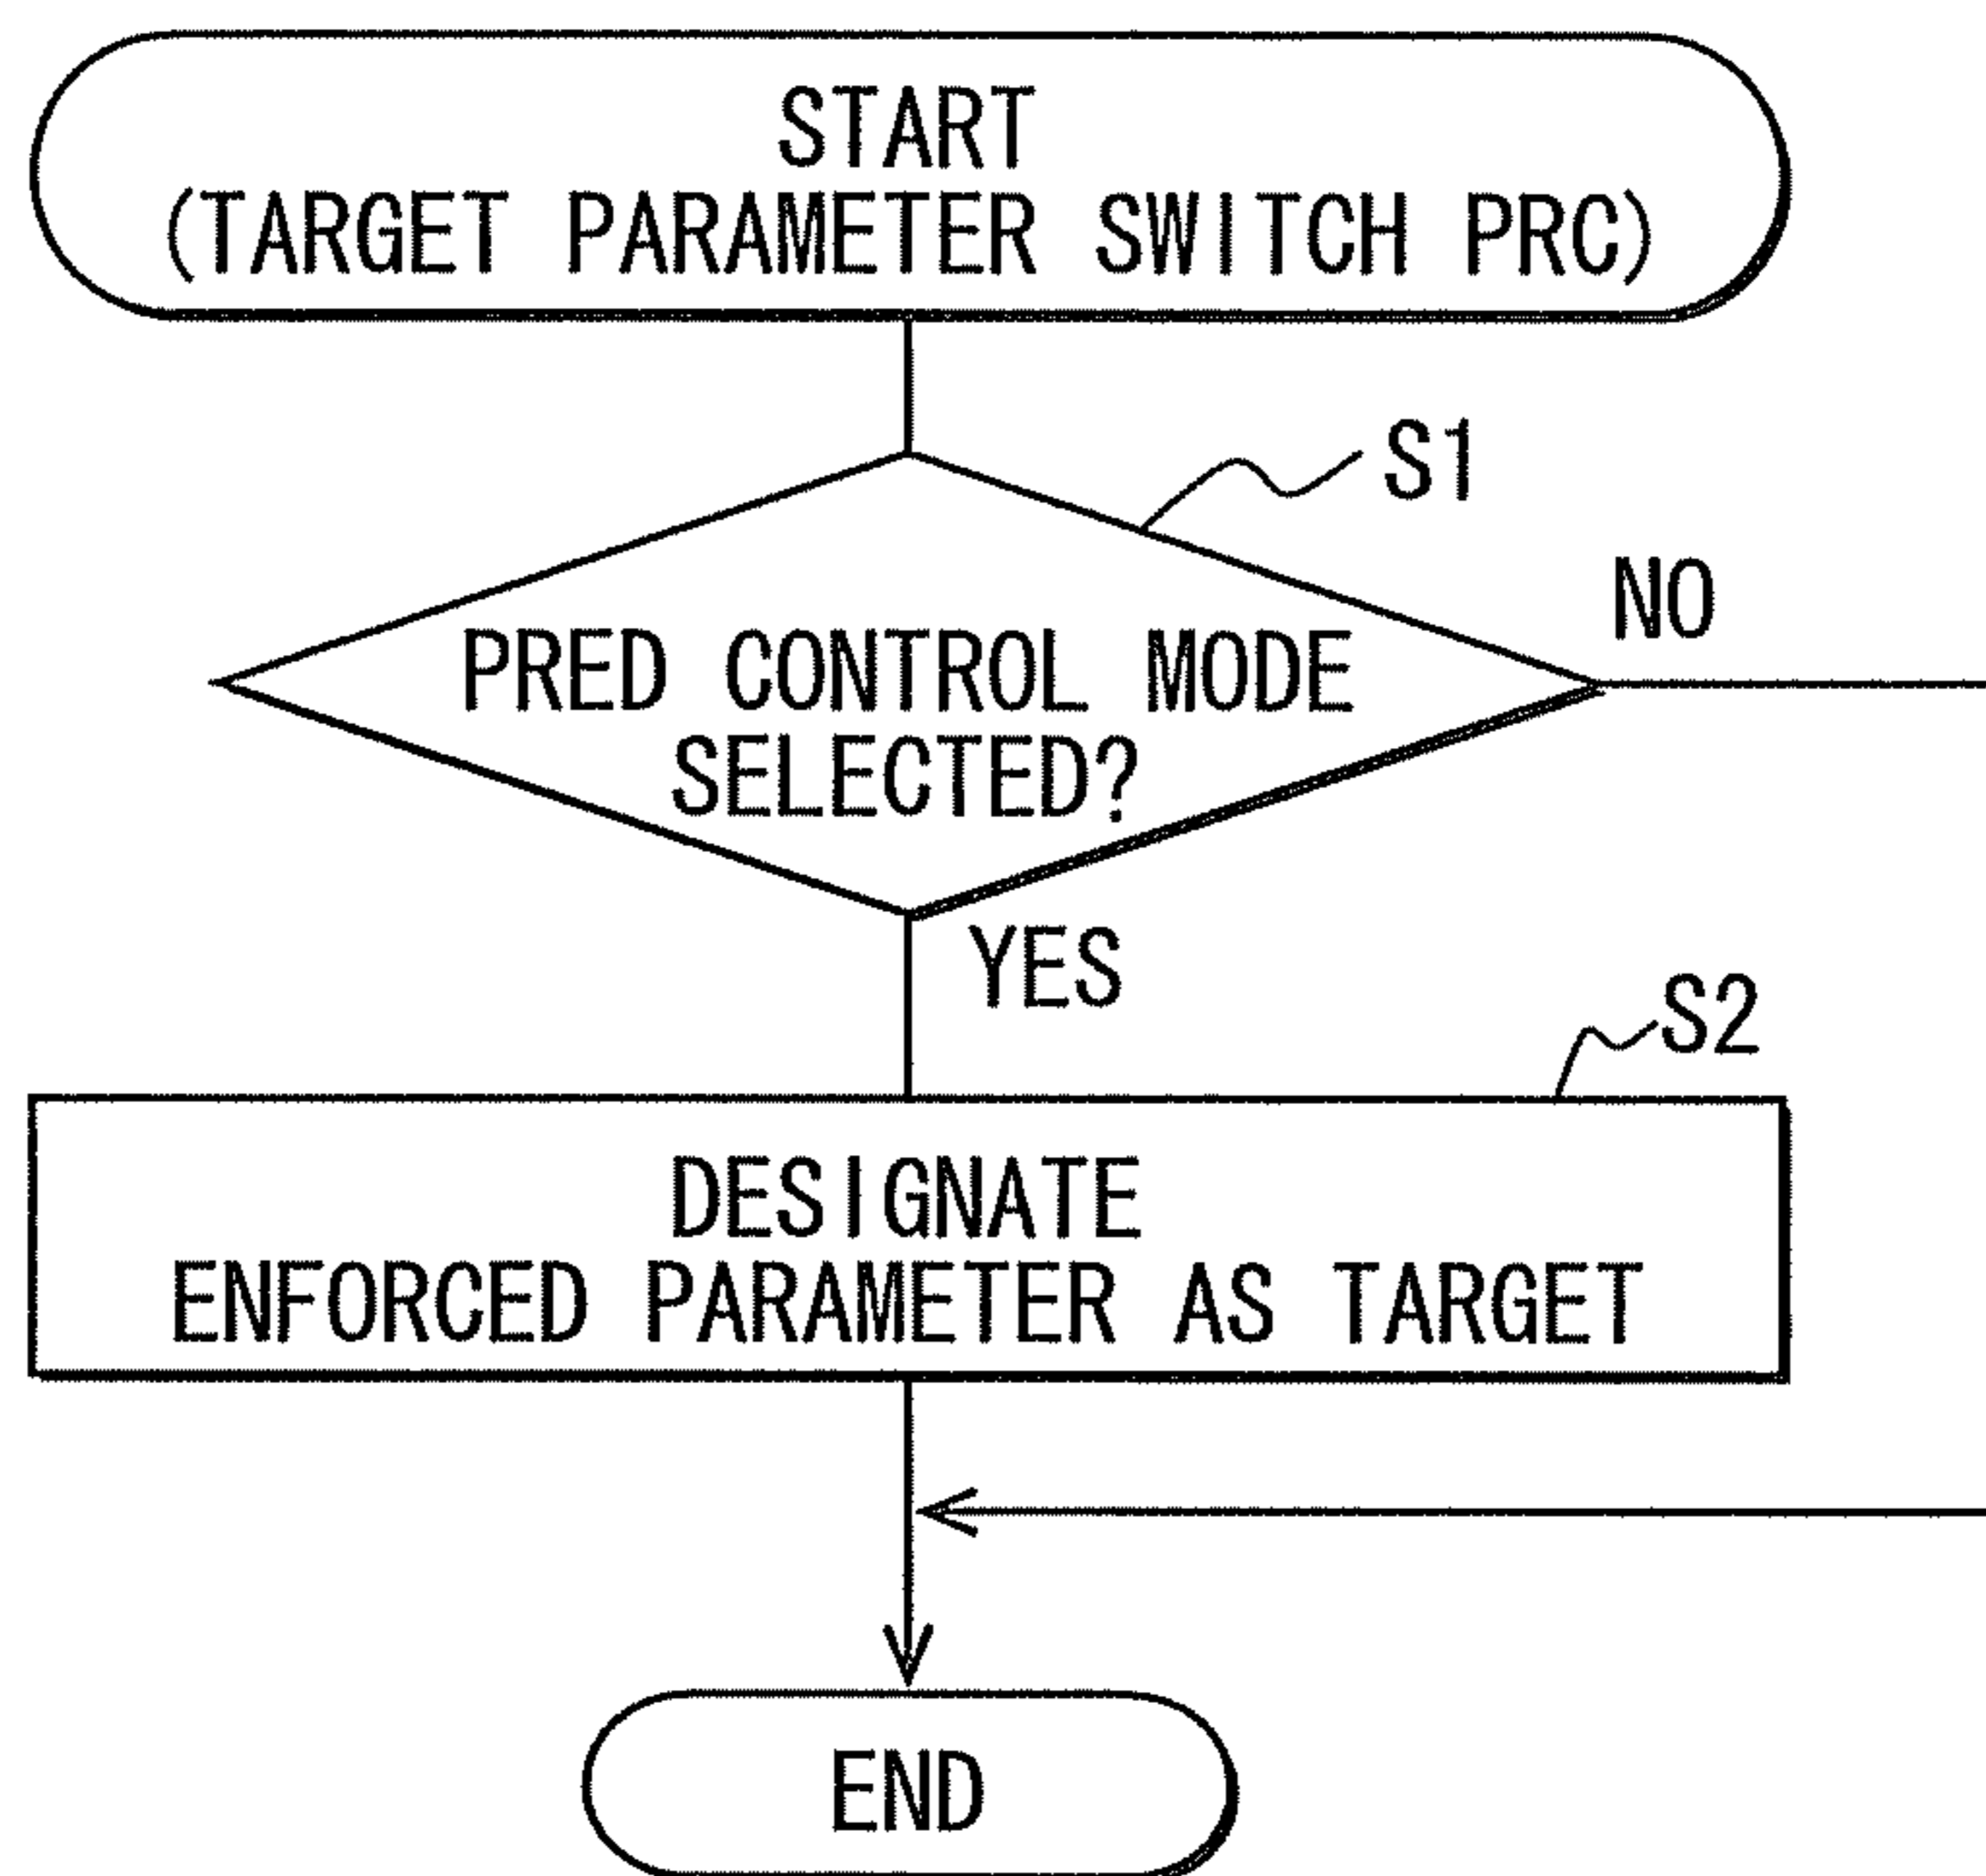 START
(TARGET PARAMETER SWITCH PRC)
S1
NO
PRED CONTROL MODE
SELECTED?
YES
S2
DESIGNATE
ENFORCED PARAMETER AS TARGET
END